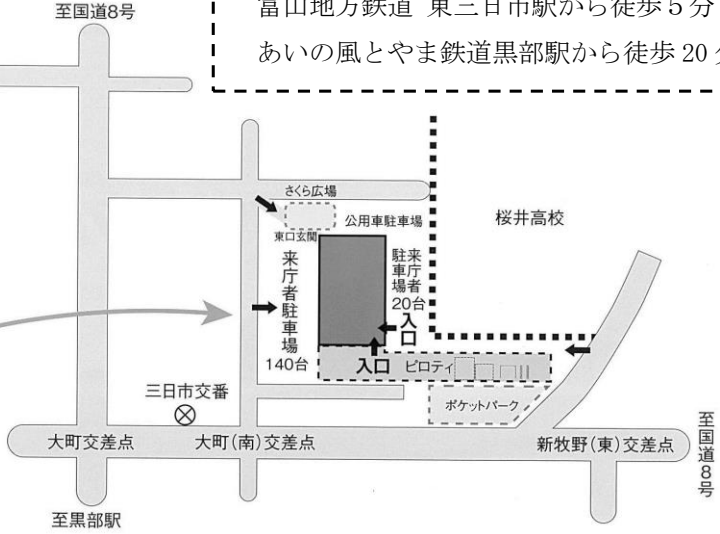 至国道8号
富山地方鉄道 東三日市駅から徒歩5分
あいの風とやま鉄道黒部駅から徒歩20分
さくら広場
公用車駐車場
桜井高校
東口玄関
来庁者駐車場
140台
来庁者
駐車場
20台
入口
入口
ピロティ
三日市交番
ポケットパーク
大町交差点
大町(南)交差点
新牧野(東)交差点
至国道8号
至黒部駅